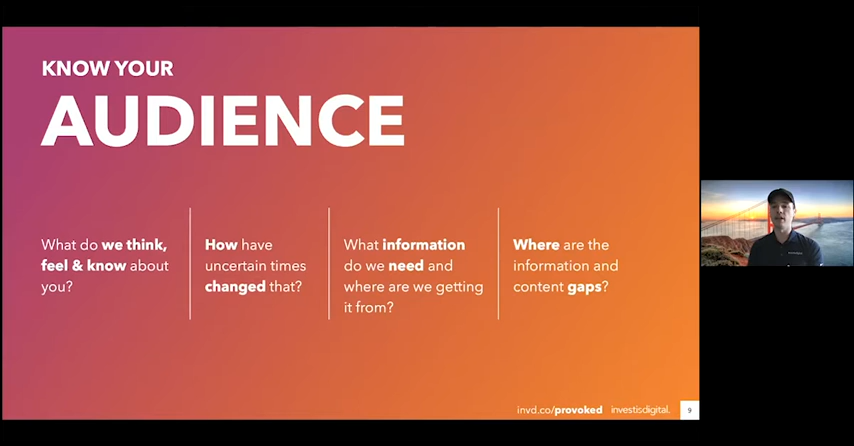 KNOW YOUR
AUDIENCE
What do we think,
feel & know about
you?
How have
uncertain times
changed that?
What information
do we need and
where are we getting
it from?
Where are the
information and
content gaps?
invd.co/provoked investisdigital. 9